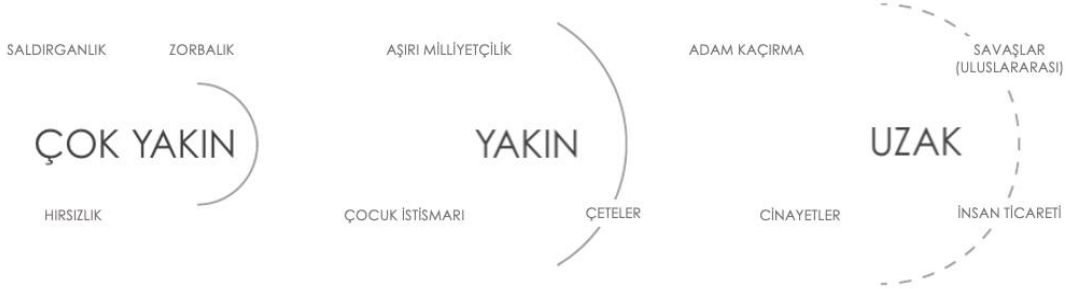 SALDIRGANLIK ZORBALIK AŞIRI MİLLİYETÇİLİK ADAM KAÇIRMA SAVAŞLAR
(ULUSLARARASI)
ÇOK YAKIN YAKIN UZAK
HIRSIZLIK ÇOCUK İSTİSMARI ÇETELER CİNAYETLER İNSAN TİCARETİ